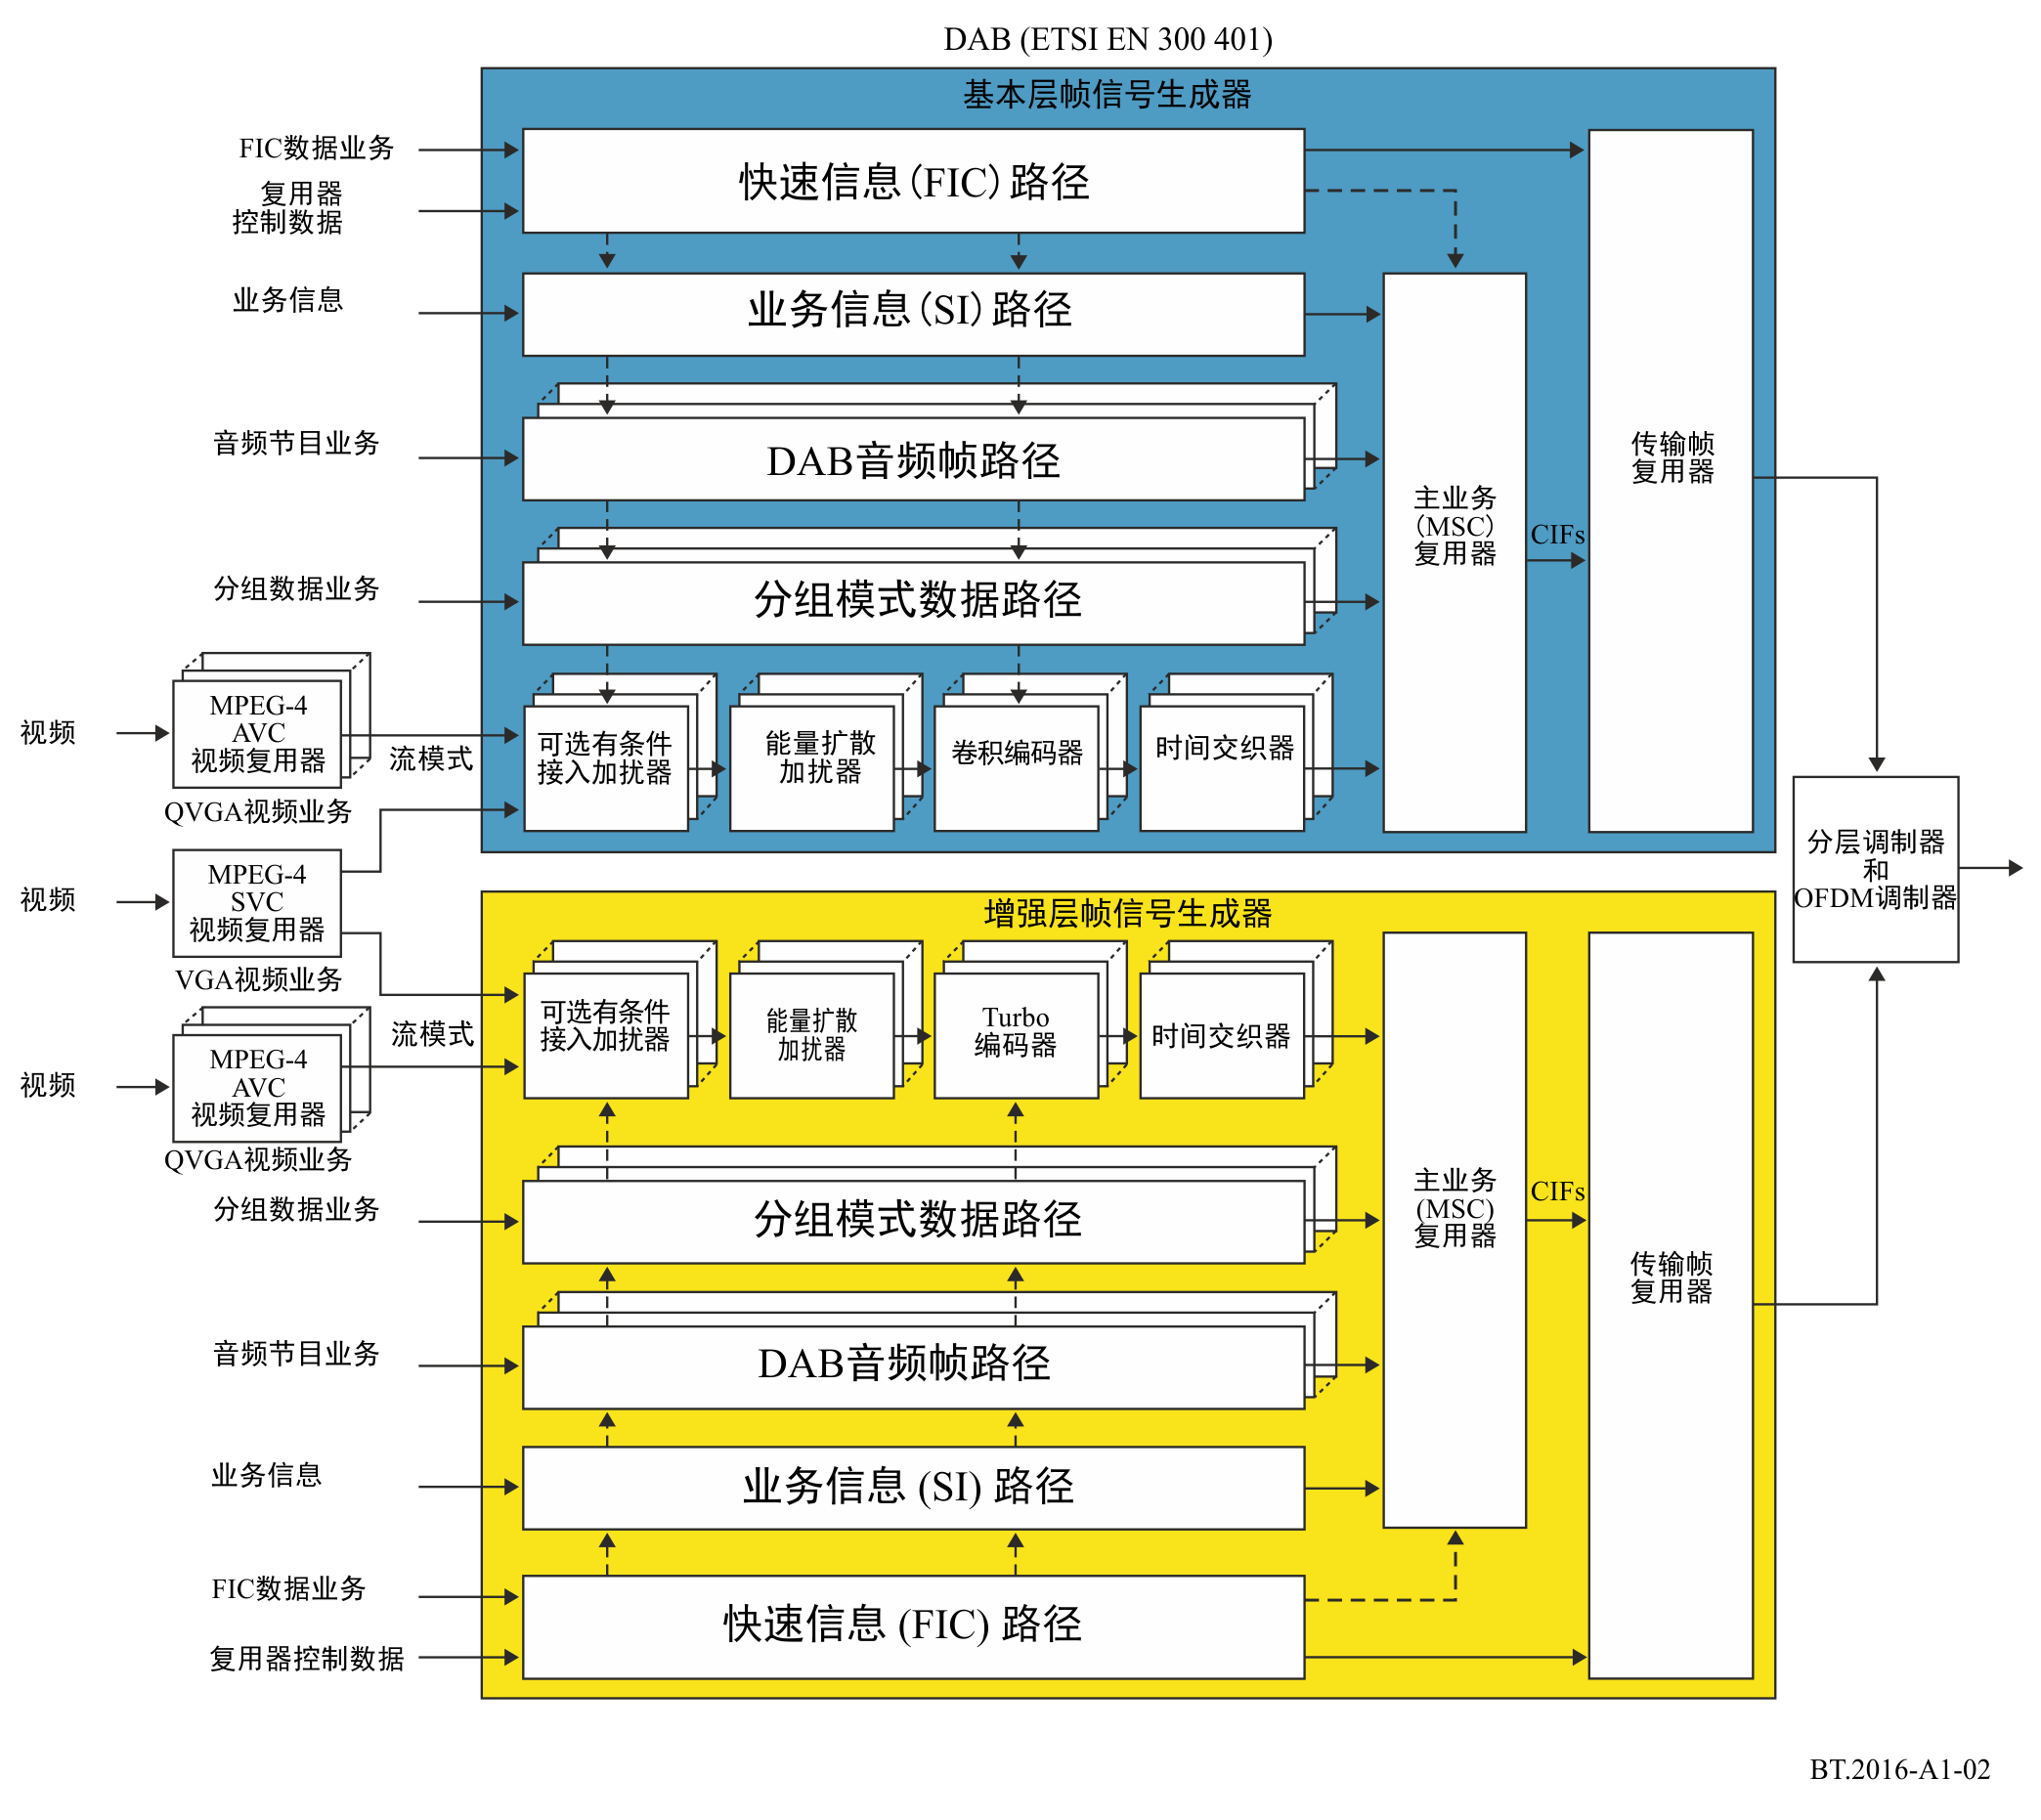 DAB (ETSI EN 300 401)
基本层帧信号生成器
FIC数据业务
复用器
控制数据
快速信息（FIC）路径
业务信息
业务信息（SI）路径
音频节目业务
DAB音频帧路径
分组数据业务
分组模式数据路径
主业务
（MSC）
复用器
CIFs
传输帧
复用器
视频
MPEG-4
AVC
视频复用器
流模式
QVGA视频业务
可选有条件
接入加扰器
能量扩散
加扰器
卷积编码器
时间交织器
视频
MPEG-4
SVC
视频复用器
VGA视频业务
分层调制器
和
OFDM调制器
增强层帧信号生成器
视频
MPEG-4
AVC
视频复用器
流模式
QVGA视频业务
可选有条件
接入加扰器
能量扩散
加扰器
Turbo
编码器
时间交织器
分组数据业务
分组模式数据路径
主业务
(MSC)
复用器
CIFs
传输帧
复用器
音频节目业务
DAB音频帧路径
业务信息
业务信息 (SI) 路径
FIC数据业务
复用器控制数据
快速信息 (FIC) 路径
BT.2016-A1-02